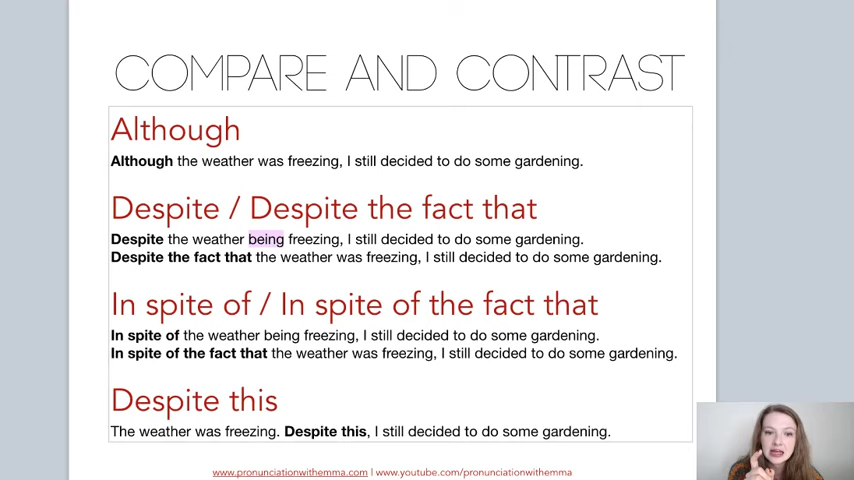 COMPARE AND CONTRAST
Although
Although the weather was freezing, I still decided to do some gardening.
Despite / Despite the fact that
Despite the weather being freezing, I still decided to do some gardening.
Despite the fact that the weather was freezing, I still decided to do some gardening.
In spite of / In spite of the fact that
In spite of the weather being freezing, I still decided to do some gardening.
In spite of the fact that the weather was freezing, I still decided to do some gardening.
Despite this
The weather was freezing. Despite this, I still decided to do some gardening.
www.pronunciationwithemma.com | www.youtube.com/pronunciationwithemma